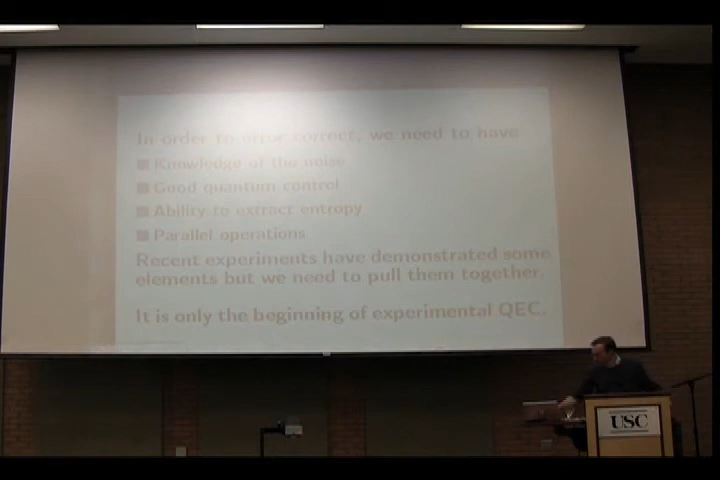 In order to error correct, we need to have
Knowledge of the noise,
Good quantum control
Ability to extract entropy
Parallel operations
Recent experiments have demonstrated some
elements but we need to pull them together.
It is only the beginning of experimental QEC.
USC